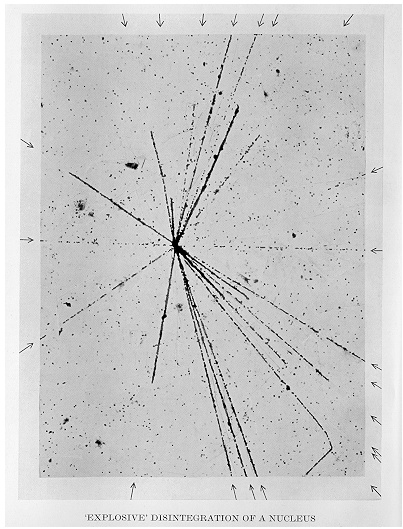 ‘EXPLOSIVE’ DISINTEGRATION OF A NUCLEUS